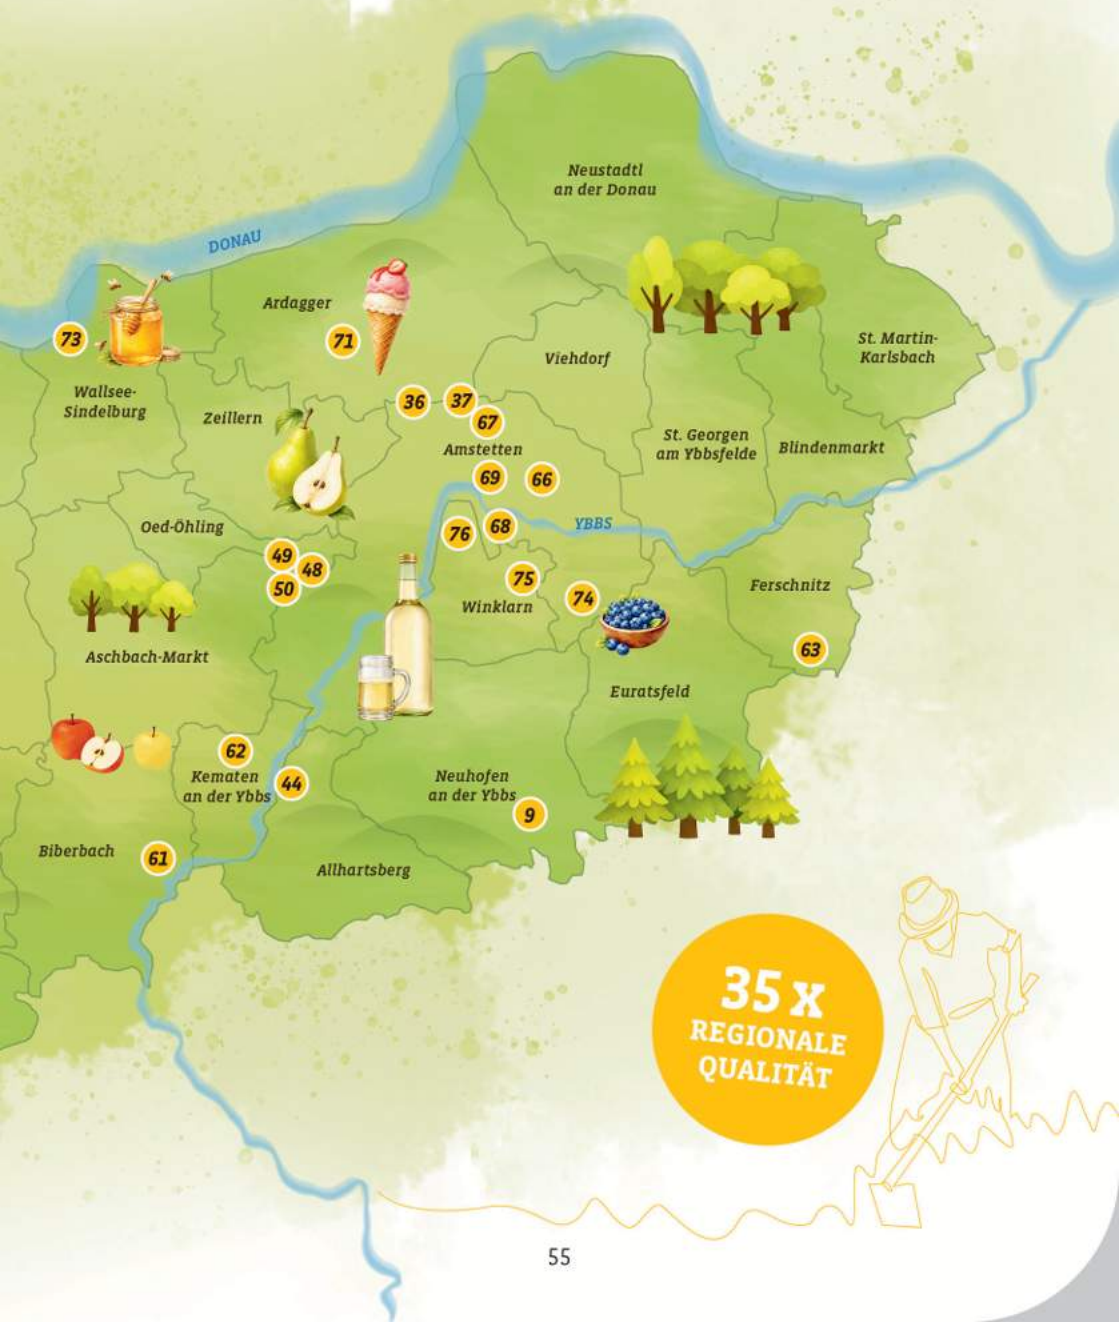 Neustadtl
an der Donau
DONAU
Ardagger
73
71
St. Martin-
Karlsbach
Viehdorf
Wallsee-
Sindelburg
36
37
Zeillern
67
St. Georgen
am Ybbsfelde
Blindenmarkt
Amstetten
69
66
Oed-Öhling
76
68
YBBS
49
48
50
75
74
Winklarn
Ferschnitz
63
Aschbach-Markt
Euratsfeld
62
Kematen
an der Ybbs
44
Neuhofen
an der Ybbs
9
Biberbach
61
Allhartsberg
35 x
REGIONALE
QUALITÄT
55